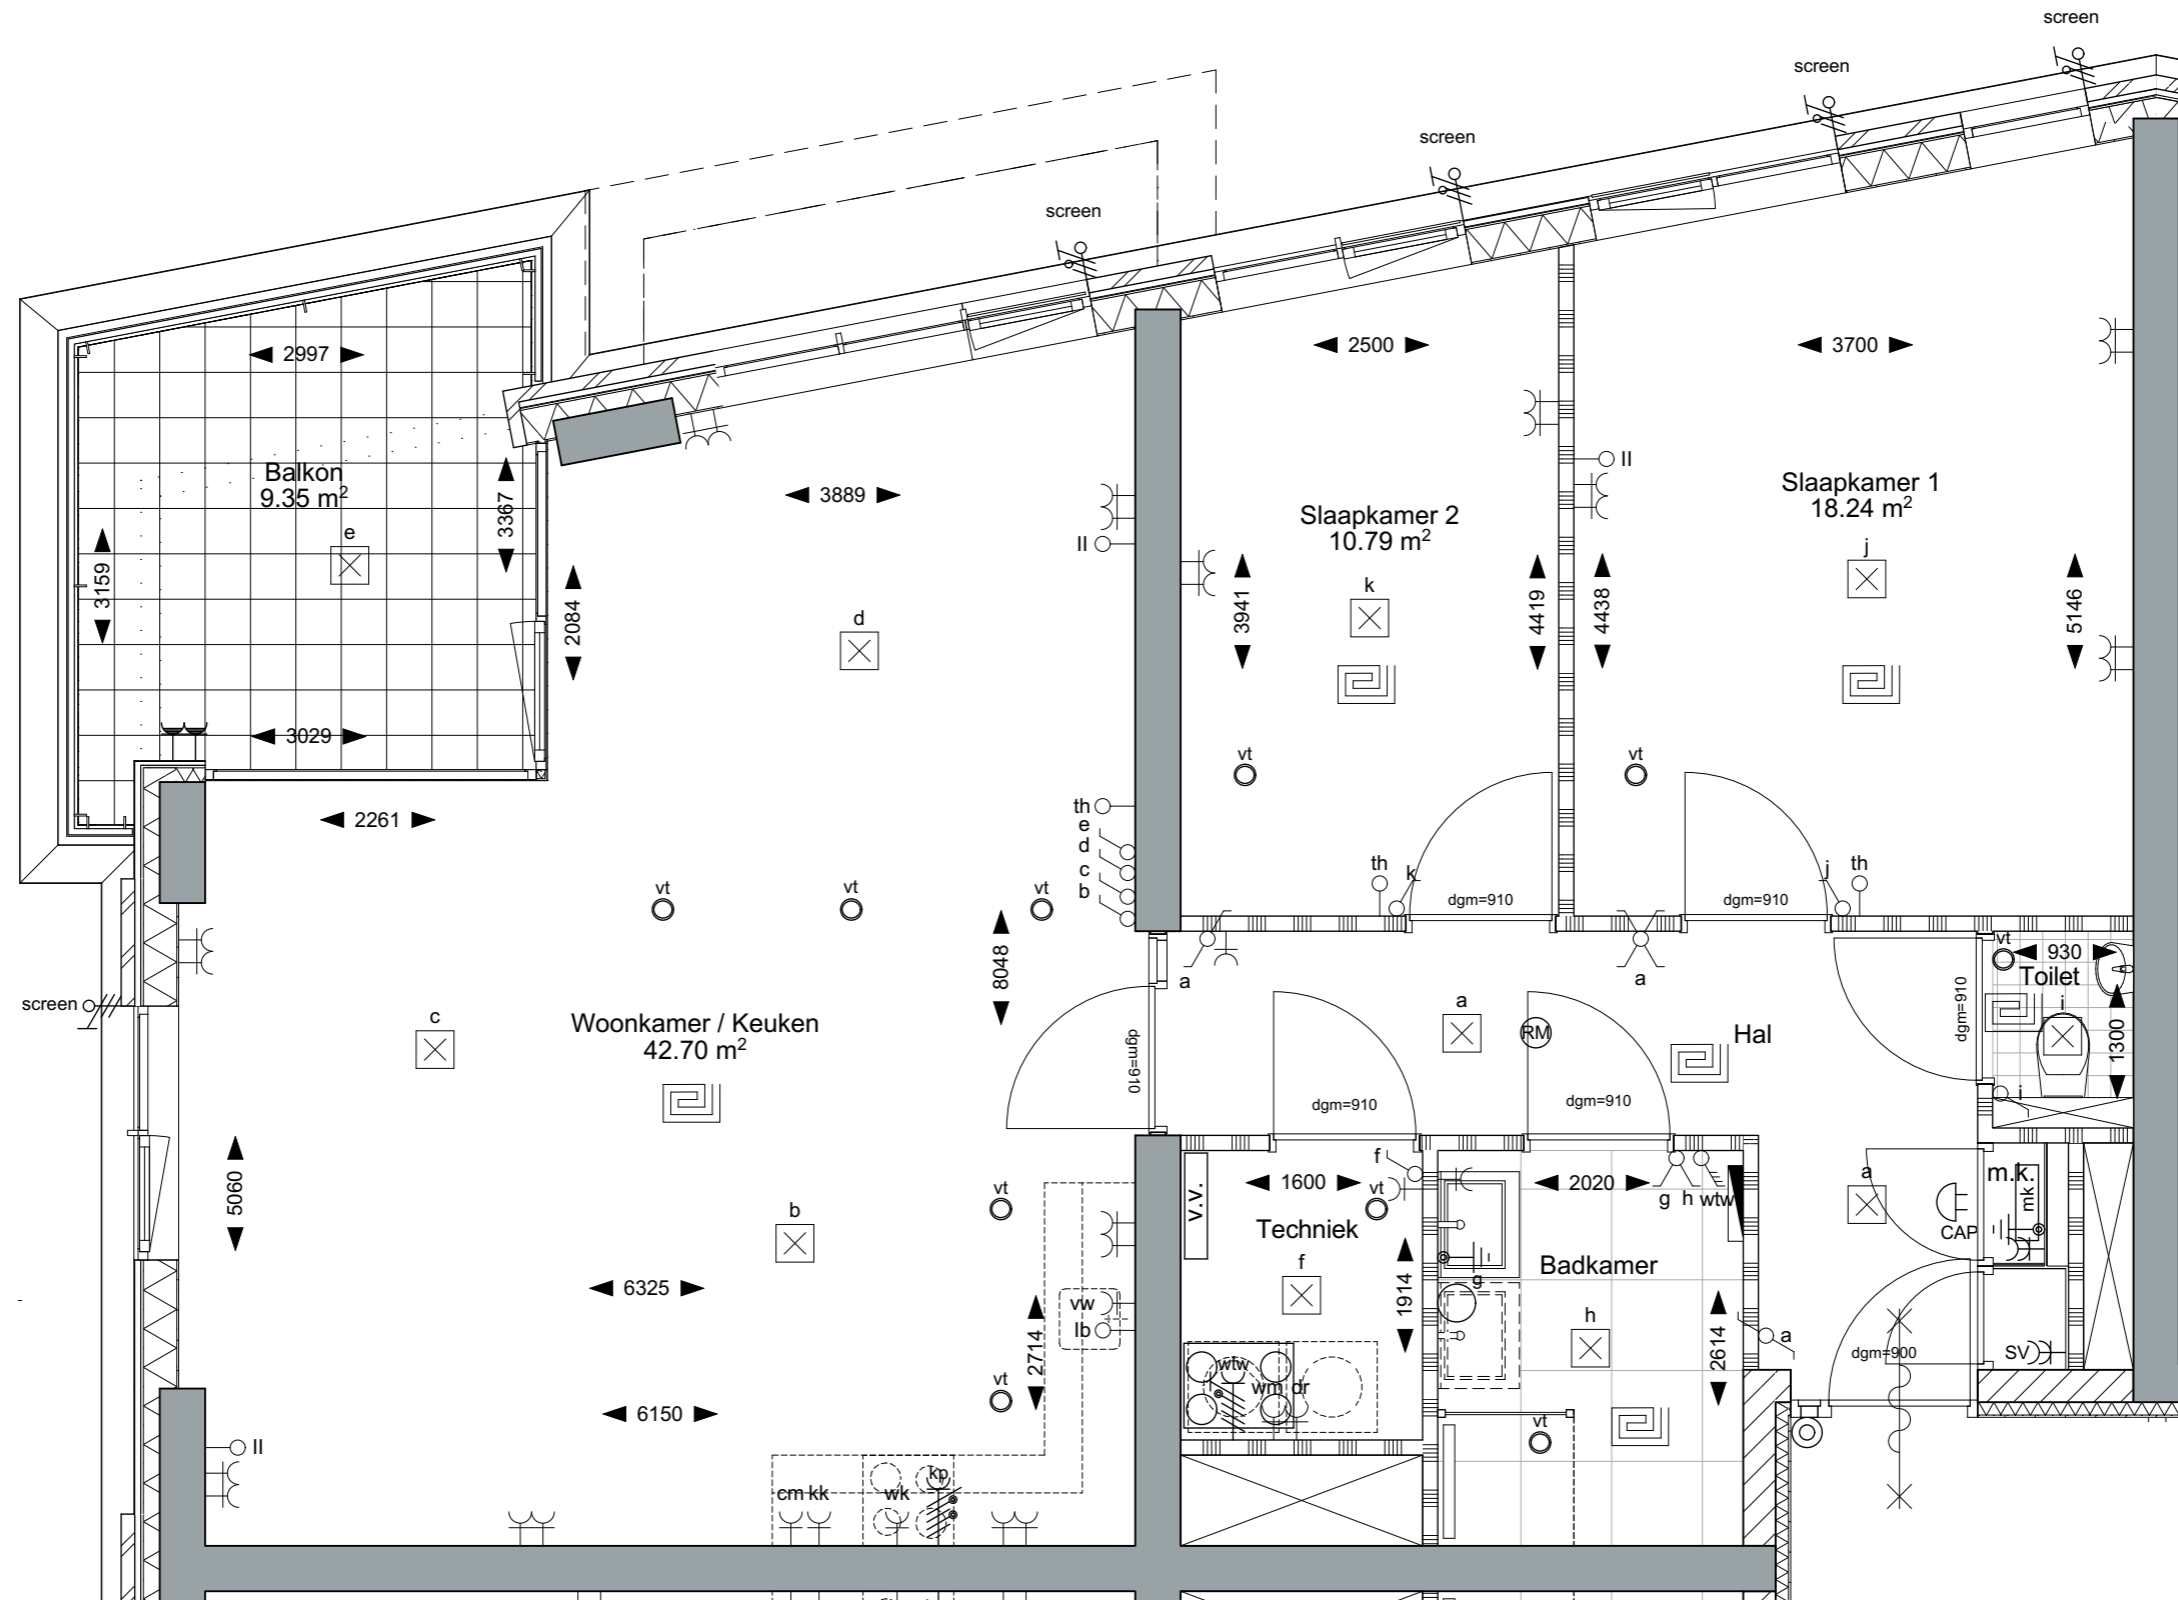 screen
screen
screen
screen
2997
2500
3700
Balkon
9.35 m²
3367
3889
II
Slaapkamer 1
18.24 m²
Slaapkamer 2
10.79 m²
e
j
II
3159
2084
d
k
3941
4419
4438
5146
3029
vt
vt
th
e
d
c
b
2261
th
k
j
th
vt
vt
vt
dgm=910
dgm=910
8048
vt
930
Toilet
a
a
screen
c
Woonkamer / Keuken
42.70 m²
a
RM
Hal
i
dgm=910
1300
dgm=910
dgm=910
dgm=910
i
5060
f
V.V.
1600
vt
2020
g
h
wtw
a
m.k.
mk
vt
b
Techniek
CAP
f
1914
g
Badkamer
6325
vw
lb
2714
h
2614
a
dgm=900
SV
wtw
wm
dr
vt
6150
vt
II
kp
cm
kk
wk